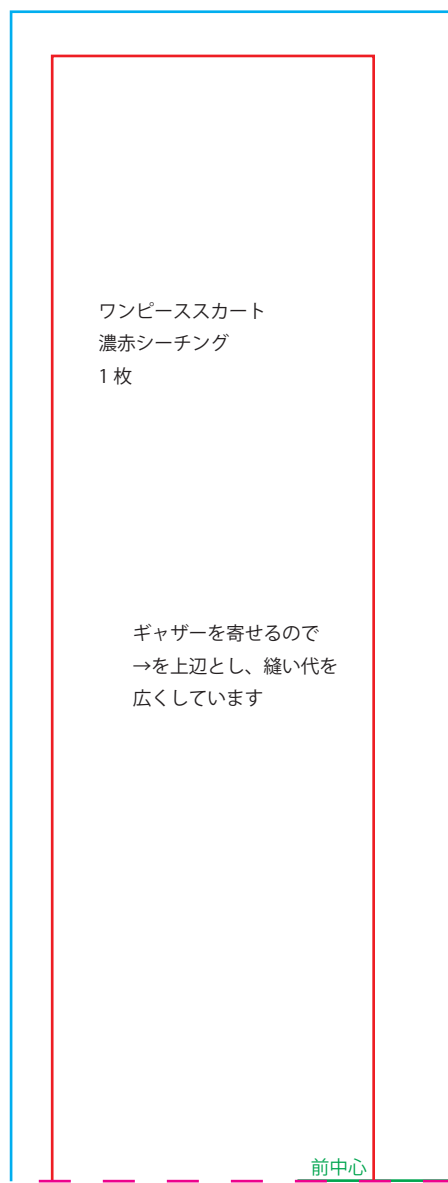 ワンピーススカート
濃赤シーチング
1 枚
ギャザーを寄せるので
→を上辺とし、縫い代を
広くしています
前中心